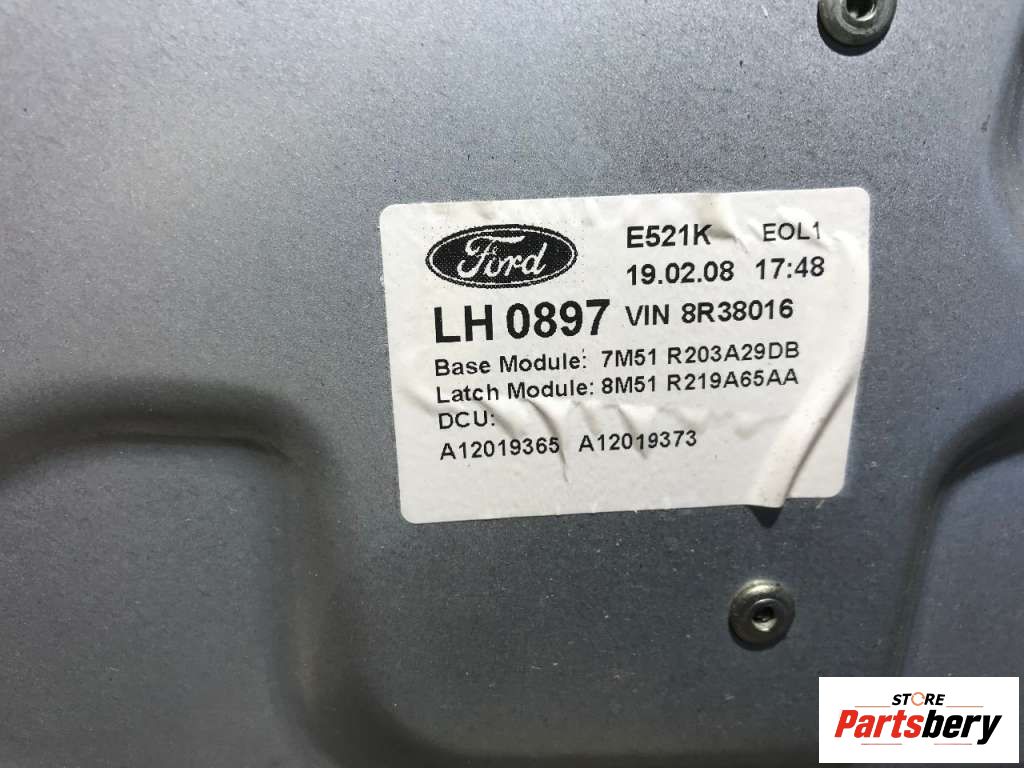 Ford
E521K EOL1
19.02.08 17:48
LH 0897 VIN 8R38016
Base Module: 7M51 R203A29DB
Latch Module: 8M51 R219A65AA
DCU:
A12019365 A12019373
STORE
Partsbery